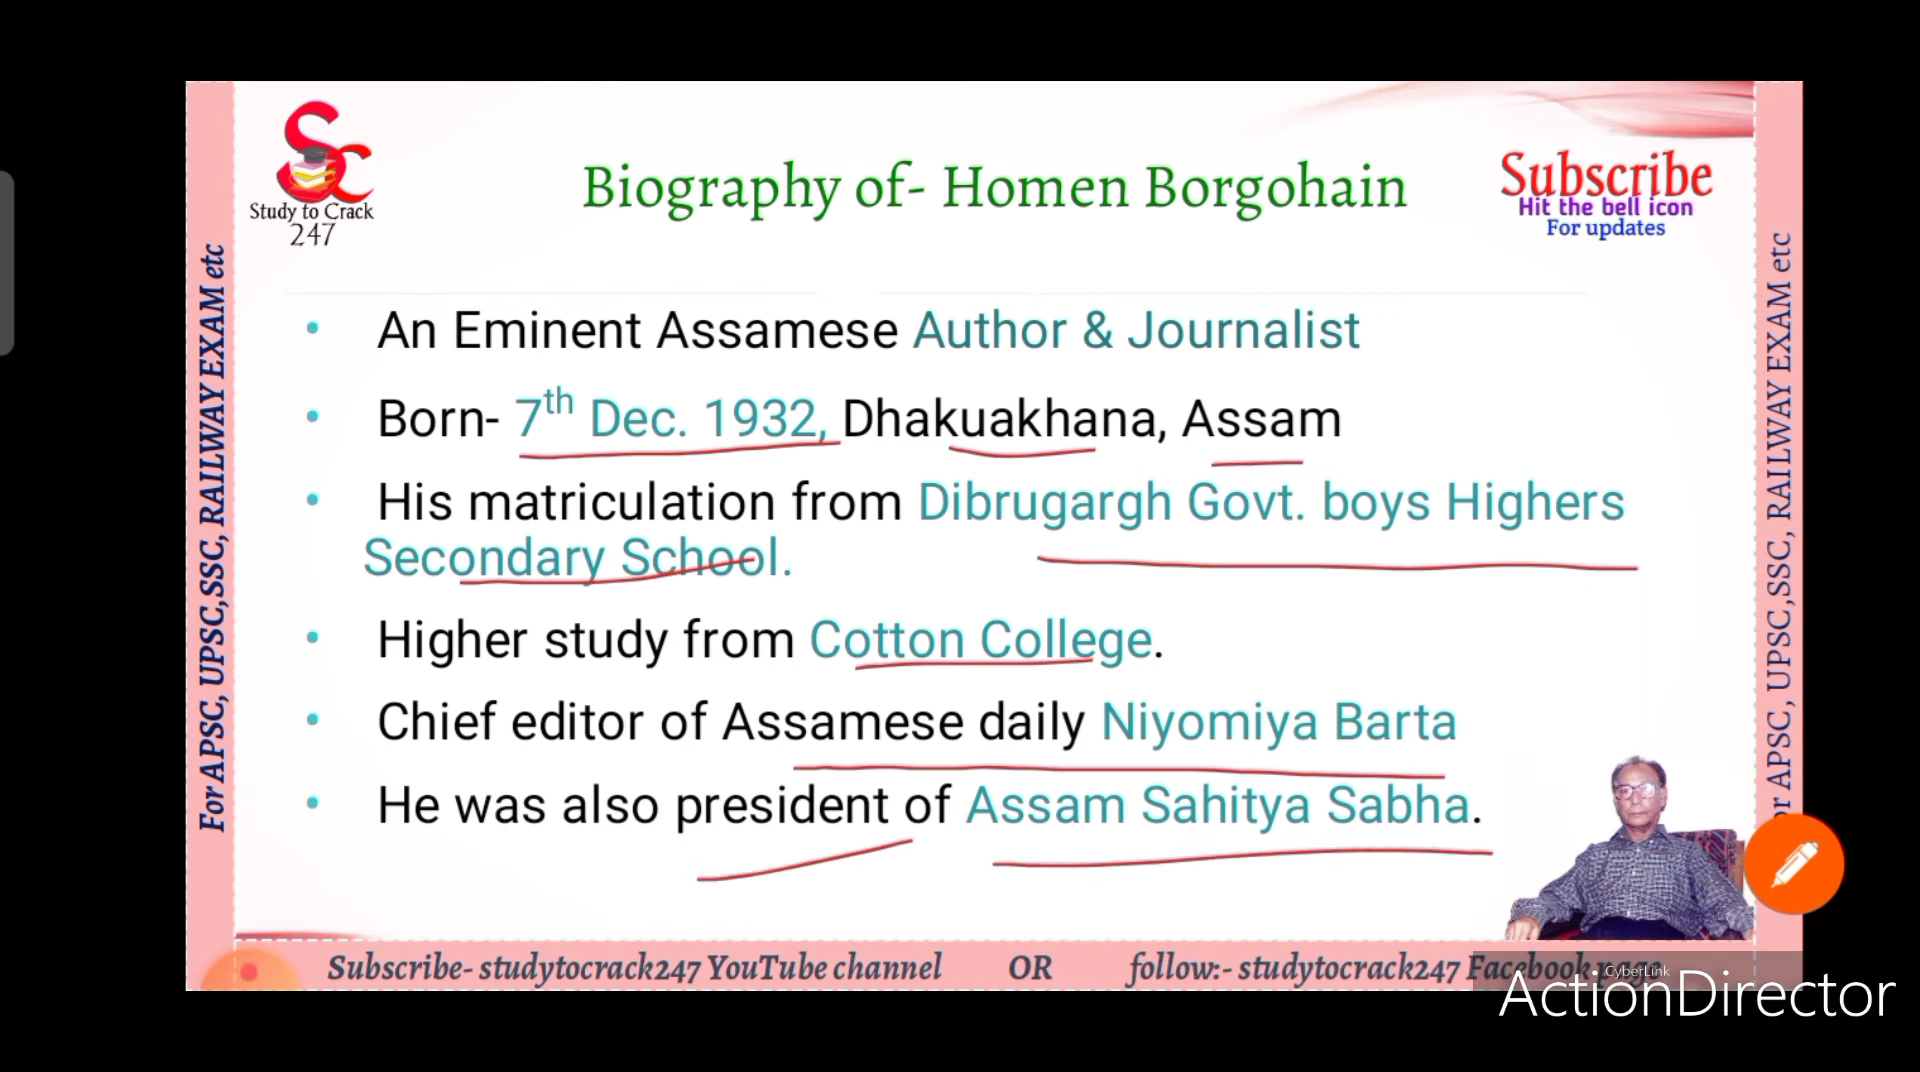 Study to Crack
247
Biography of- Homen Borgohain
Subscribe
Hit the bell icon
For updates
For APSC, UPSC,SSC, RAILWAY EXAM etc
• An Eminent Assamese Author & Journalist
• Born- 7th Dec. 1932, Dhakuakhana, Assam
• His matriculation from Dibrugargh Govt. boys Highers
Secondary School.
• Higher study from Cotton College.
• Chief editor of Assamese daily Niyomiya Barta
• He was also president of Assam Sahitya Sabha.
or APSC, UPSC,SSC, RAILWAY EXAM etc
Subscribe- studytocrack247 YouTube channel OR follow:- studytocrack247 Facebook page
CyberLink
ActionDirector